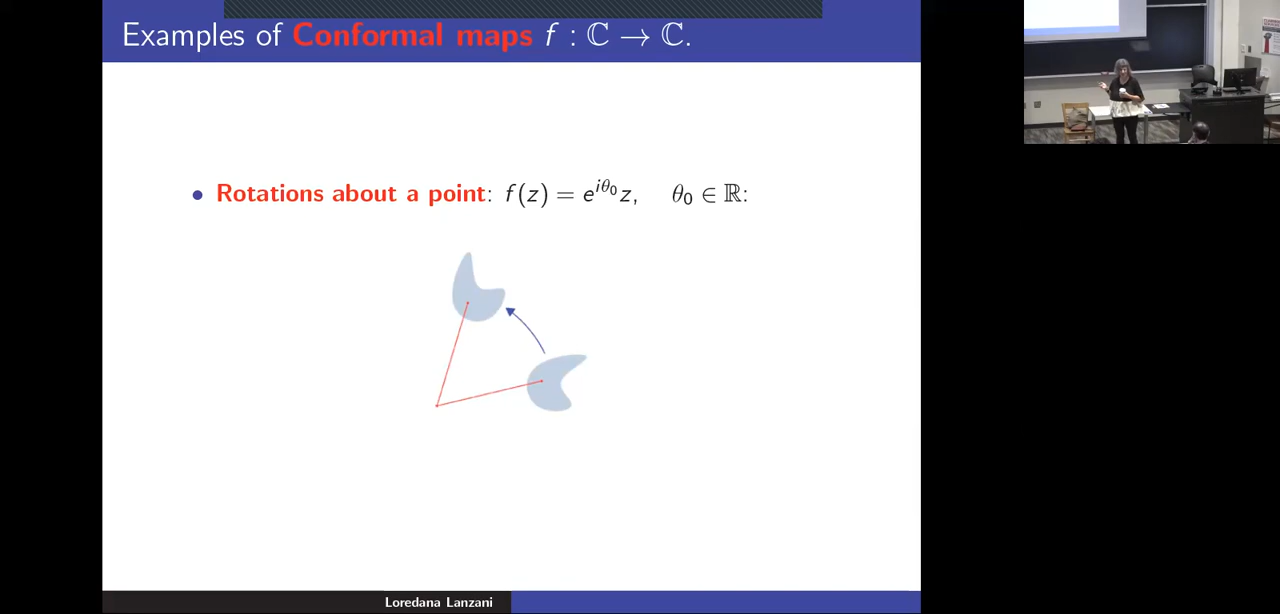 Examples of Conformal maps f : ℂ → ℂ.
• Rotations about a point: f(z) = e^{iθ₀}z, θ₀ ∈ ℝ:
Loredana Lanzani